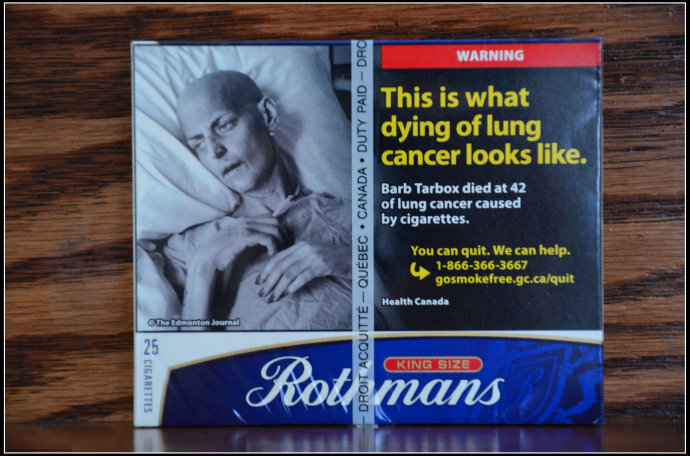 WARNING
This is what
dying of lung
cancer looks like.
Barb Tarbox died at 42
of lung cancer caused
by cigarettes.
You can quit. We can help.
1-866-366-3667
gosmokefree.gc.ca/quit
Health Canada
© The Edmonton Journal
DROIT ACQUITTÉ — QUÉBEC • CANADA • DUTY PAID — DRO
25
CIGARETTES
KING SIZE
Rothmans